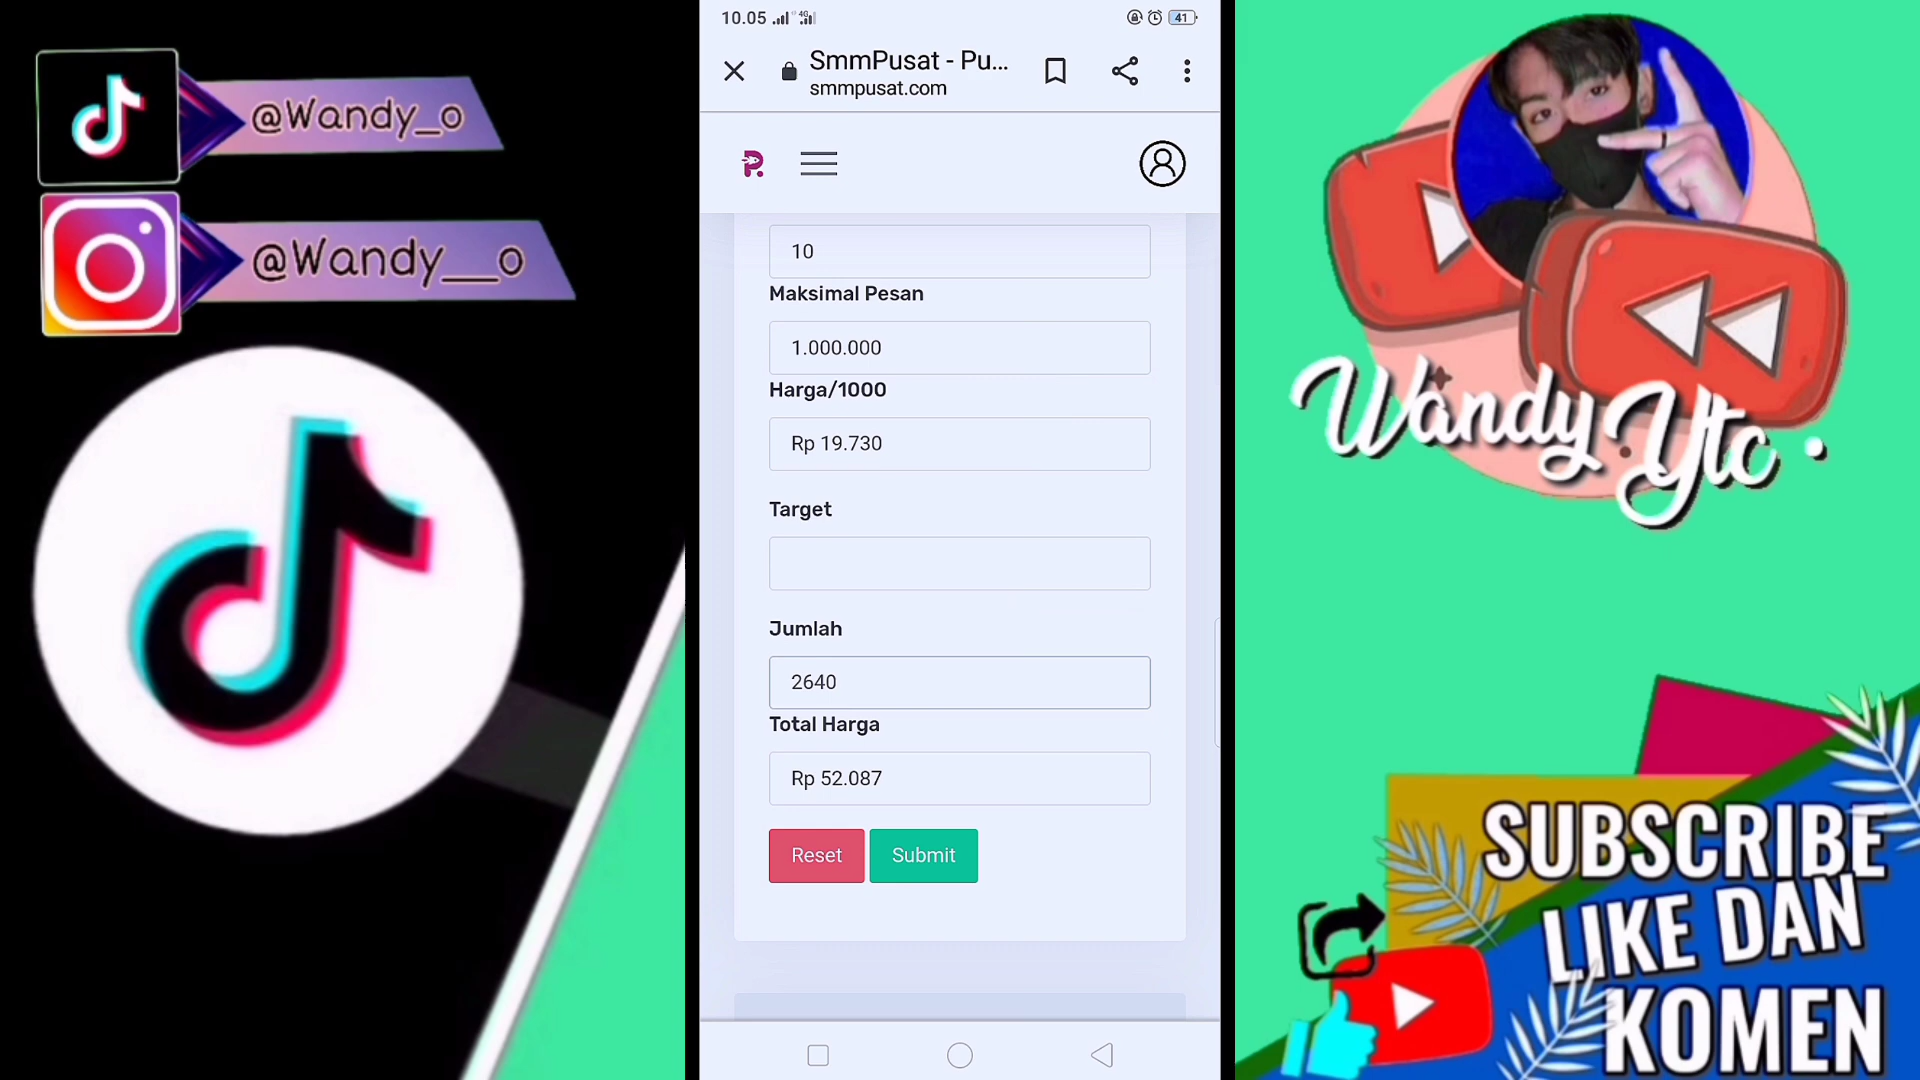 @Wandy_o
@Wandy__o
10.05
4G
41
SmmPusat - Pu...
smmpusat.com
10
Maksimal Pesan
1.000.000
Harga/1000
Rp 19.730
Target
Jumlah
2640
Total Harga
Rp 52.087
Reset
Submit
Wandy Ytc
SUBSCRIBE
LIKE DAN
KOMEN